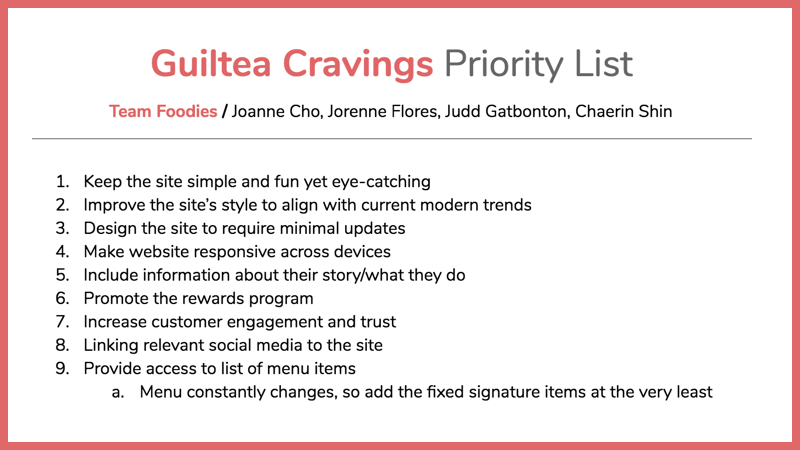 Guiltea Cravings Priority List
Team Foodies / Joanne Cho, Jorenne Flores, Judd Gatbonton, Chaerin Shin
1. Keep the site simple and fun yet eye-catching
2. Improve the site’s style to align with current modern trends
3. Design the site to require minimal updates
4. Make website responsive across devices
5. Include information about their story/what they do
6. Promote the rewards program
7. Increase customer engagement and trust
8. Linking relevant social media to the site
9. Provide access to list of menu items
a. Menu constantly changes, so add the fixed signature items at the very least